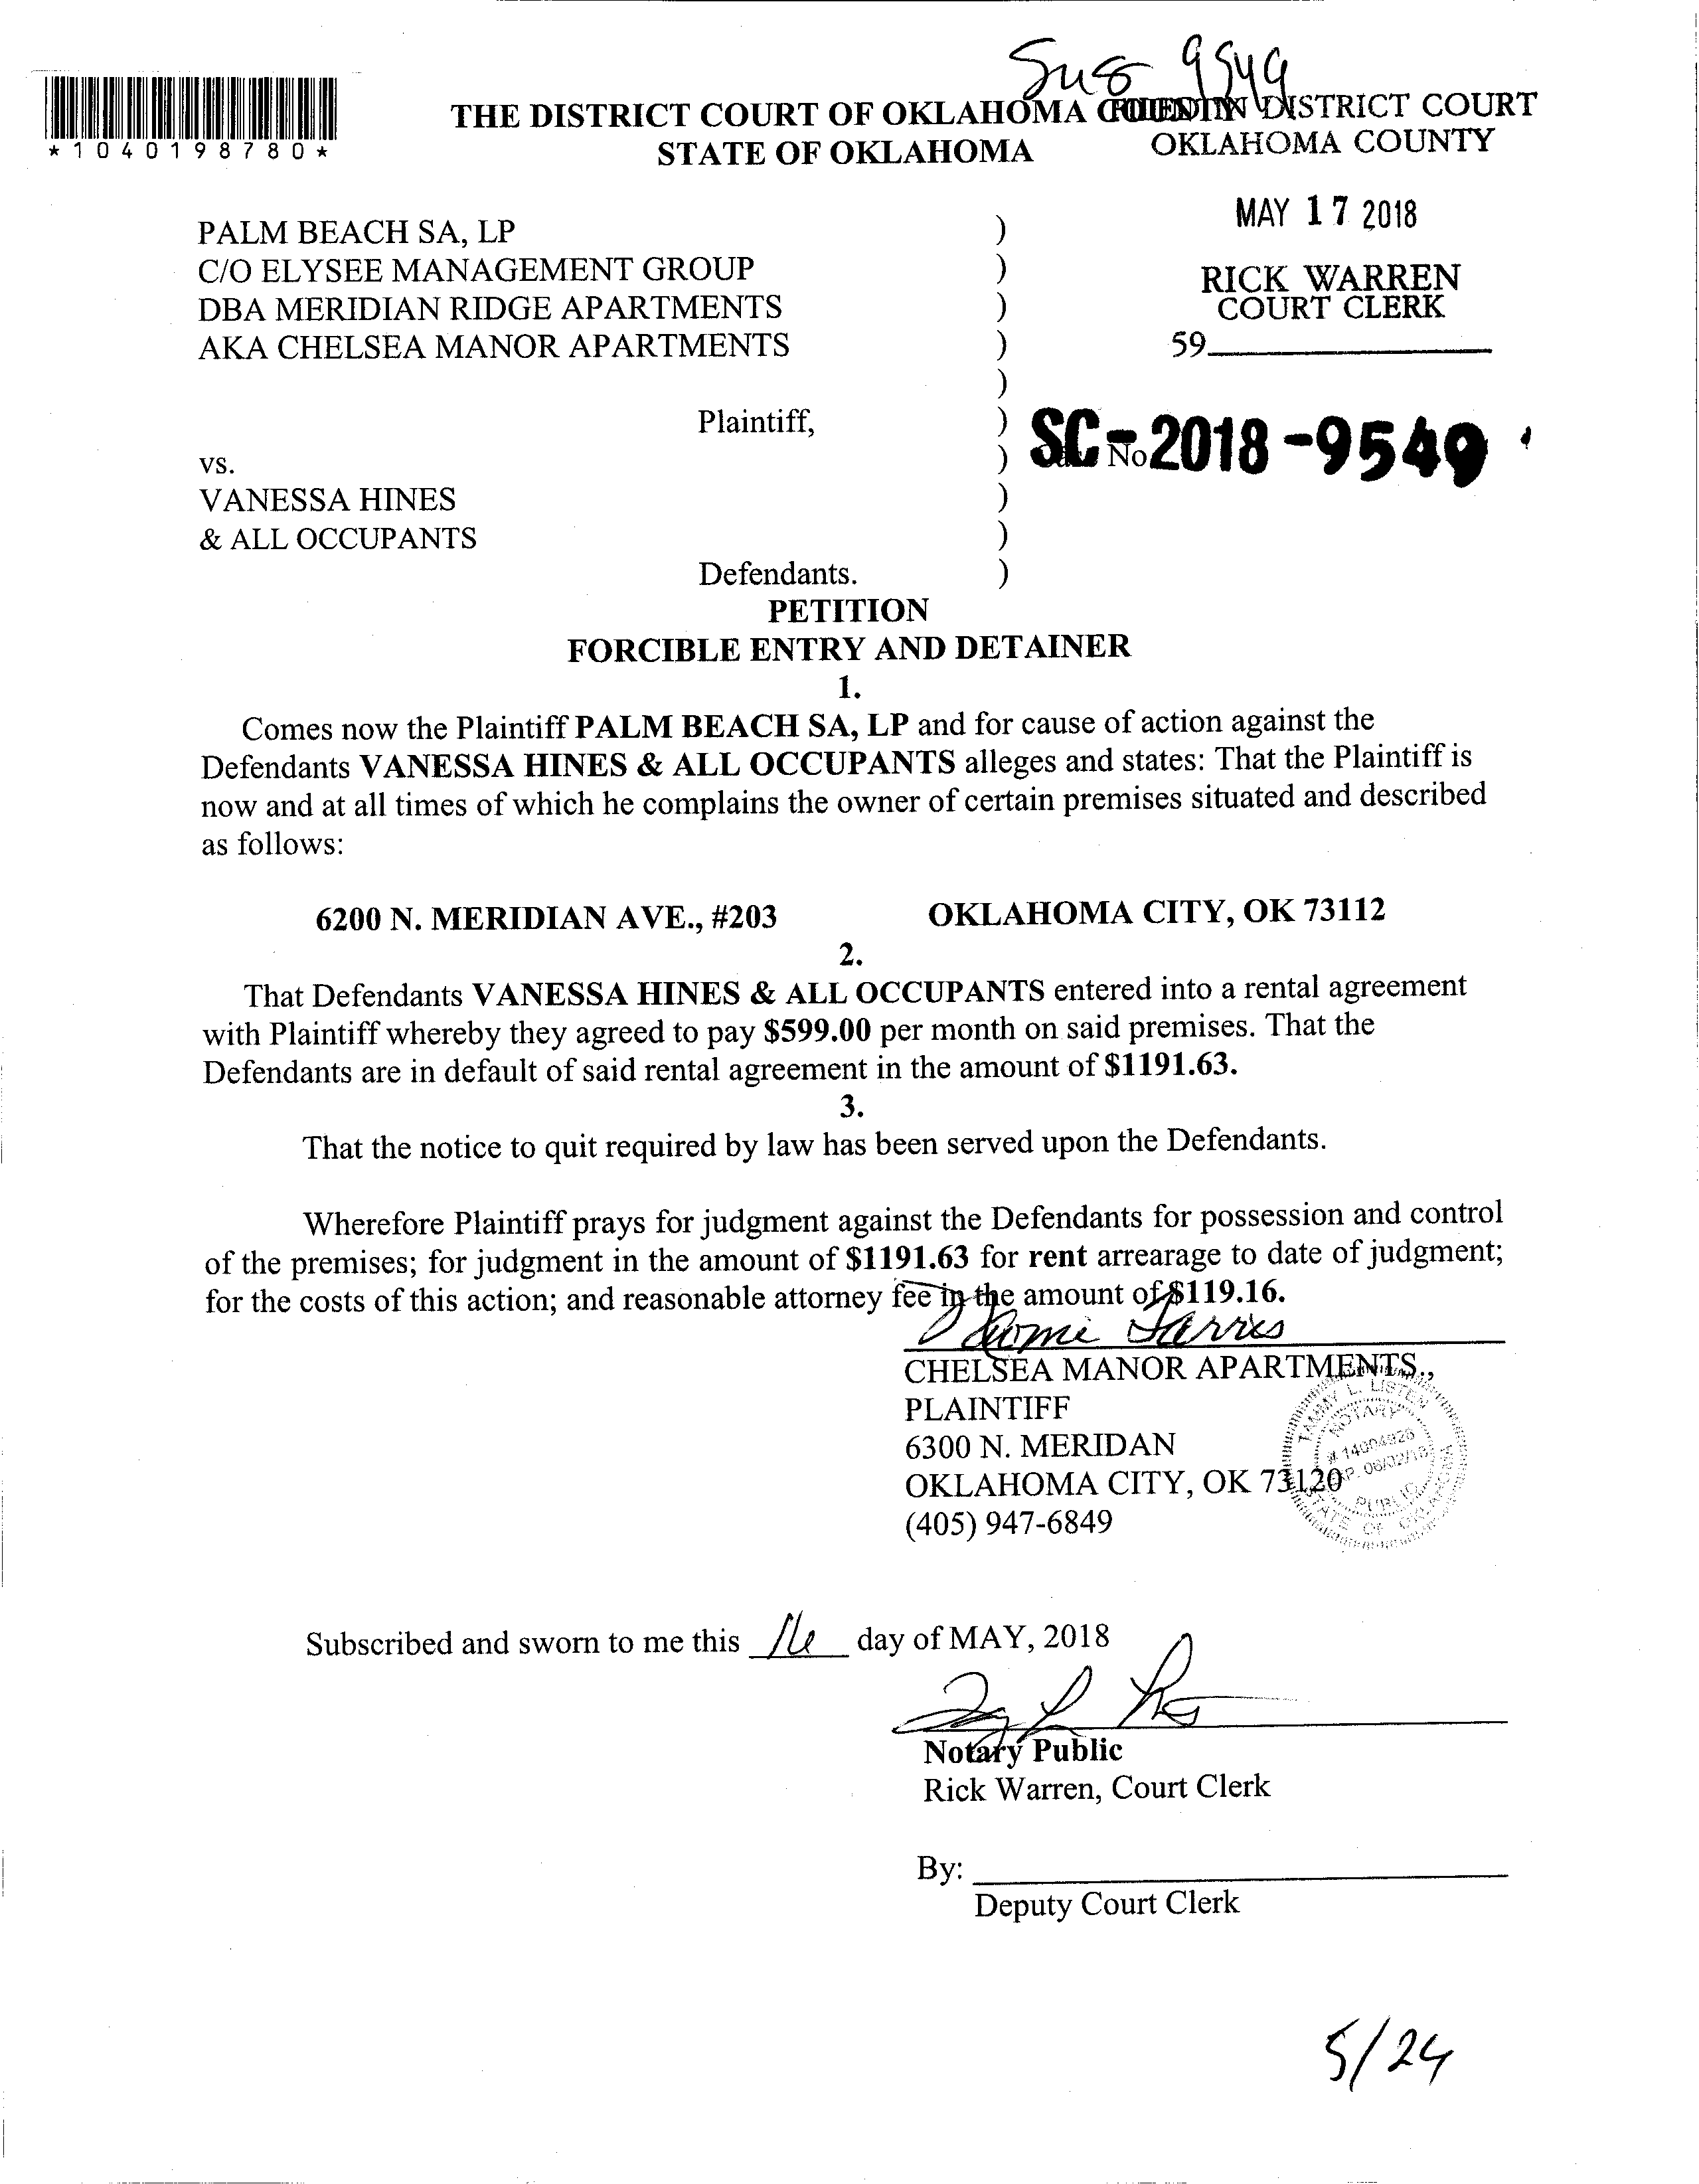 9549
*1040198780*
THE DISTRICT COURT OF OKLAHOMA
STATE OF OKLAHOMA
FILED IN DISTRICT COURT
OKLAHOMA COUNTY
MAY 17 2018
RICK WARREN
COURT CLERK
59
PALM BEACH SA, LP )
C/O ELYSEE MANAGEMENT GROUP )
DBA MERIDIAN RIDGE APARTMENTS )
AKA CHELSEA MANOR APARTMENTS )
)
Plaintiff, )
SC-2018-9549
No
vs. )
VANESSA HINES )
& ALL OCCUPANTS )
Defendants. )
PETITION
FORCIBLE ENTRY AND DETAINER
1.
Comes now the Plaintiff PALM BEACH SA, LP and for cause of action against the
Defendants VANESSA HINES & ALL OCCUPANTS alleges and states: That the Plaintiff is
now and at all times of which he complains the owner of certain premises situated and described
as follows:
6200 N. MERIDIAN AVE., #203 OKLAHOMA CITY, OK 73112
2.
That Defendants VANESSA HINES & ALL OCCUPANTS entered into a rental agreement
with Plaintiff whereby they agreed to pay $599.00 per month on said premises. That the
Defendants are in default of said rental agreement in the amount of $1191.63.
3.
That the notice to quit required by law has been served upon the Defendants.
Wherefore Plaintiff prays for judgment against the Defendants for possession and control
of the premises; for judgment in the amount of $1191.63 for rent arrearage to date of judgment;
for the costs of this action; and reasonable attorney fee in the amount of $119.16.
CHELSEA MANOR APARTMENTS.,
PLAINTIFF
6300 N. MERIDAN
OKLAHOMA CITY, OK 73120
(405) 947-6849
TAMMY L. LISTEN
NOTARY
# 14004926
PUBLIC
STATE OF OKLAHOMA
Subscribed and sworn to me this 16 day of MAY, 2018
Notary Public
Rick Warren, Court Clerk
By:
Deputy Court Clerk
5/24